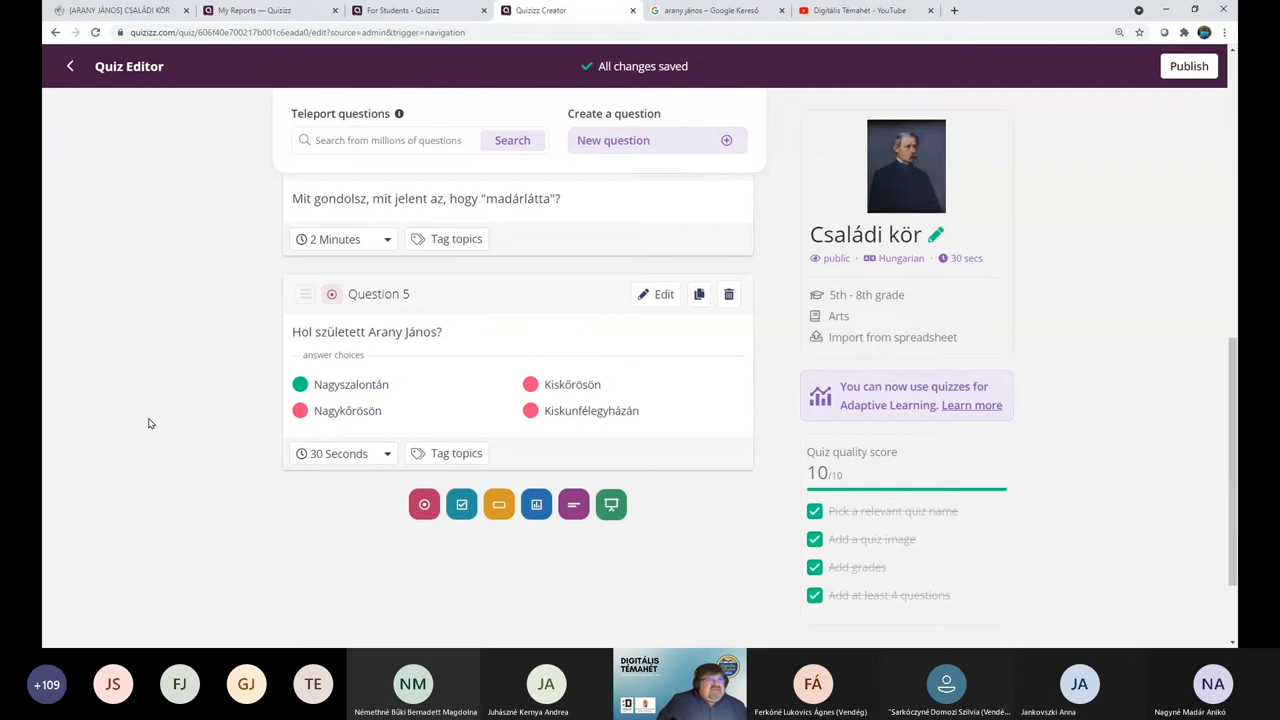 [ARANY JÁNOS] CSALÁDI KÖR
My Reports — Quizizz
For Students - Quizizz
Quizizz Creator
arany jános – Google Kereső
Digitális Témahét - YouTube
quizizz.com/quiz/606f40e700217b001c6eada0/edit?source=admin&trigger=navigation
Quiz Editor
All changes saved
Publish
Teleport questions
Create a question
Search from millions of questions
Search
New question
Mit gondolsz, mit jelent az, hogy "madárlátta"?
2 Minutes
Tag topics
Question 5
Edit
Hol született Arany János?
answer choices
Nagyszalontán
Kiskőrösön
Nagykőrösön
Kiskunfélegyházán
30 Seconds
Tag topics
Családi kör
public · Hungarian · 30 secs
5th - 8th grade
Arts
Import from spreadsheet
You can now use quizzes for
Adaptive Learning. Learn more
Quiz quality score
10/10
Pick a relevant quiz name
Add a quiz image
Add grades
Add at least 4 questions
+109
JS
FJ
GJ
TE
NM
Némethné Büki Bernadett Magdolna
JA
Juhászné Kernya Andrea
DIGITÁLIS
TÉMAHÉT
FÁ
Ferkóné Lukovics Ágnes (Vendég)
"Sarkóczyné Domozi Szilvia (Vendé...
JA
Jankovszki Anna
NA
Nagyné Madár Anikó